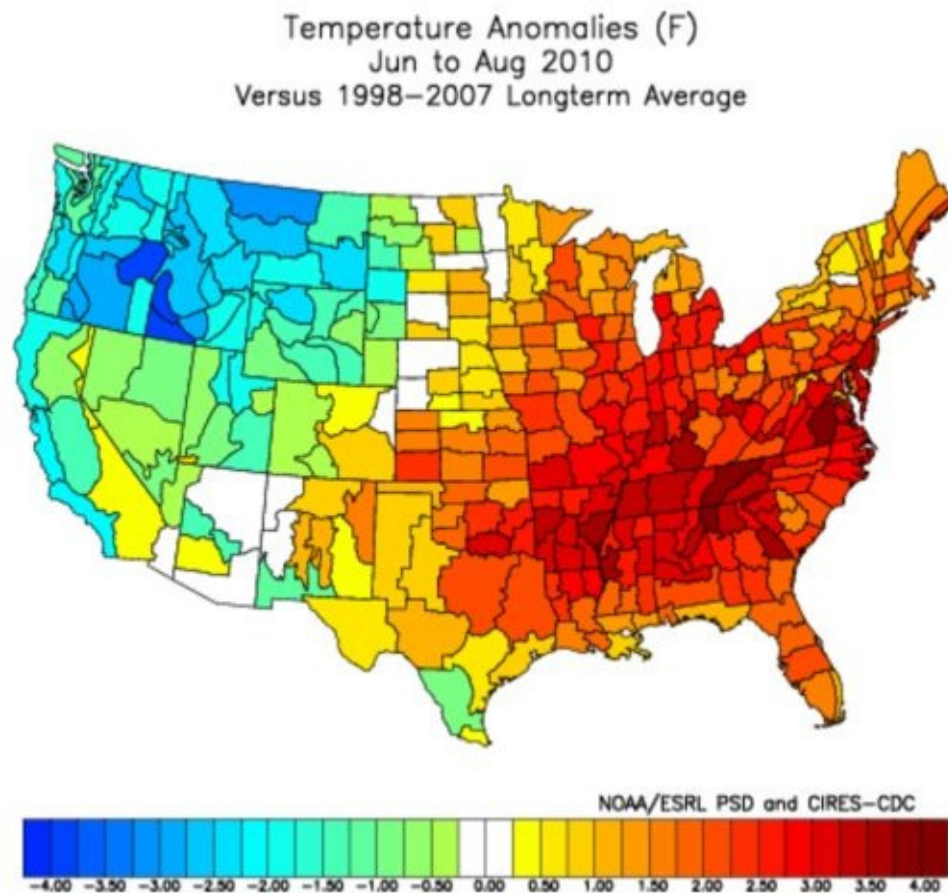 Temperature Anomalies (F)
Jun to Aug 2010
Versus 1998–2007 Longterm Average
NOAA/ESRL PSD and CIRES–CDC
−4.00 −3.50 −3.00 −2.50 −2.00 −1.50 −1.00 −0.50 0.00 0.50 1.00 1.50 2.00 2.50 3.00 3.50 4.00